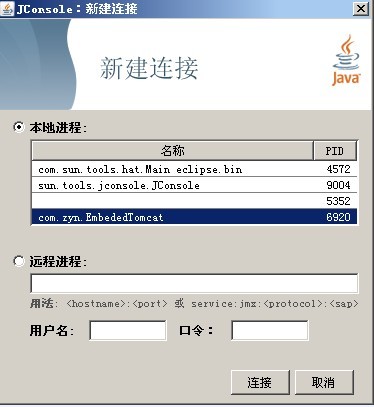 JConsole：新建连接
新建连接
Java™
本地进程:
名称 PID
com.sun.tools.hat.Main eclipse.bin 4572
sun.tools.jconsole.JConsole 9004
5352
com.zyn.EmbededTomcat 6920
远程进程:
用法: <hostname>:<port> 或 service:jmx:<protocol>:<sap>
用户名: 口令：
连接 取消